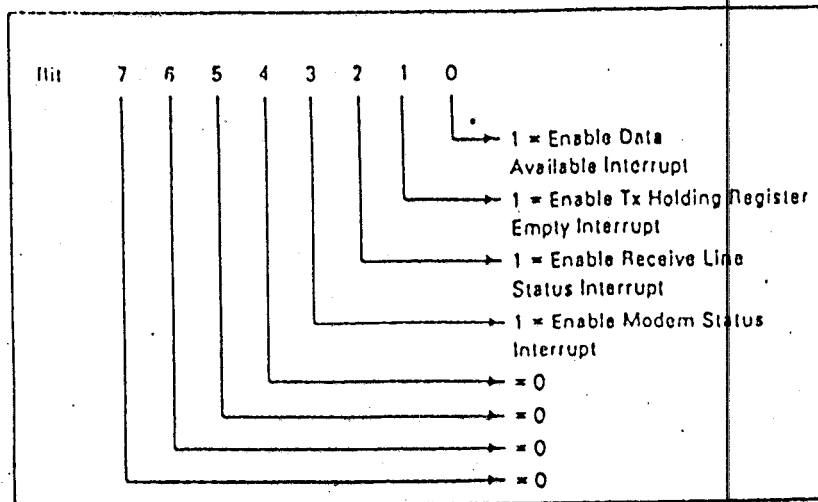 Bit 7 6 5 4 3 2 1 0
1 = Enable Data
Available Interrupt
1 = Enable Tx Holding Register
Empty Interrupt
1 = Enable Receive Line
Status Interrupt
1 = Enable Modem Status
Interrupt
= 0
= 0
= 0
= 0